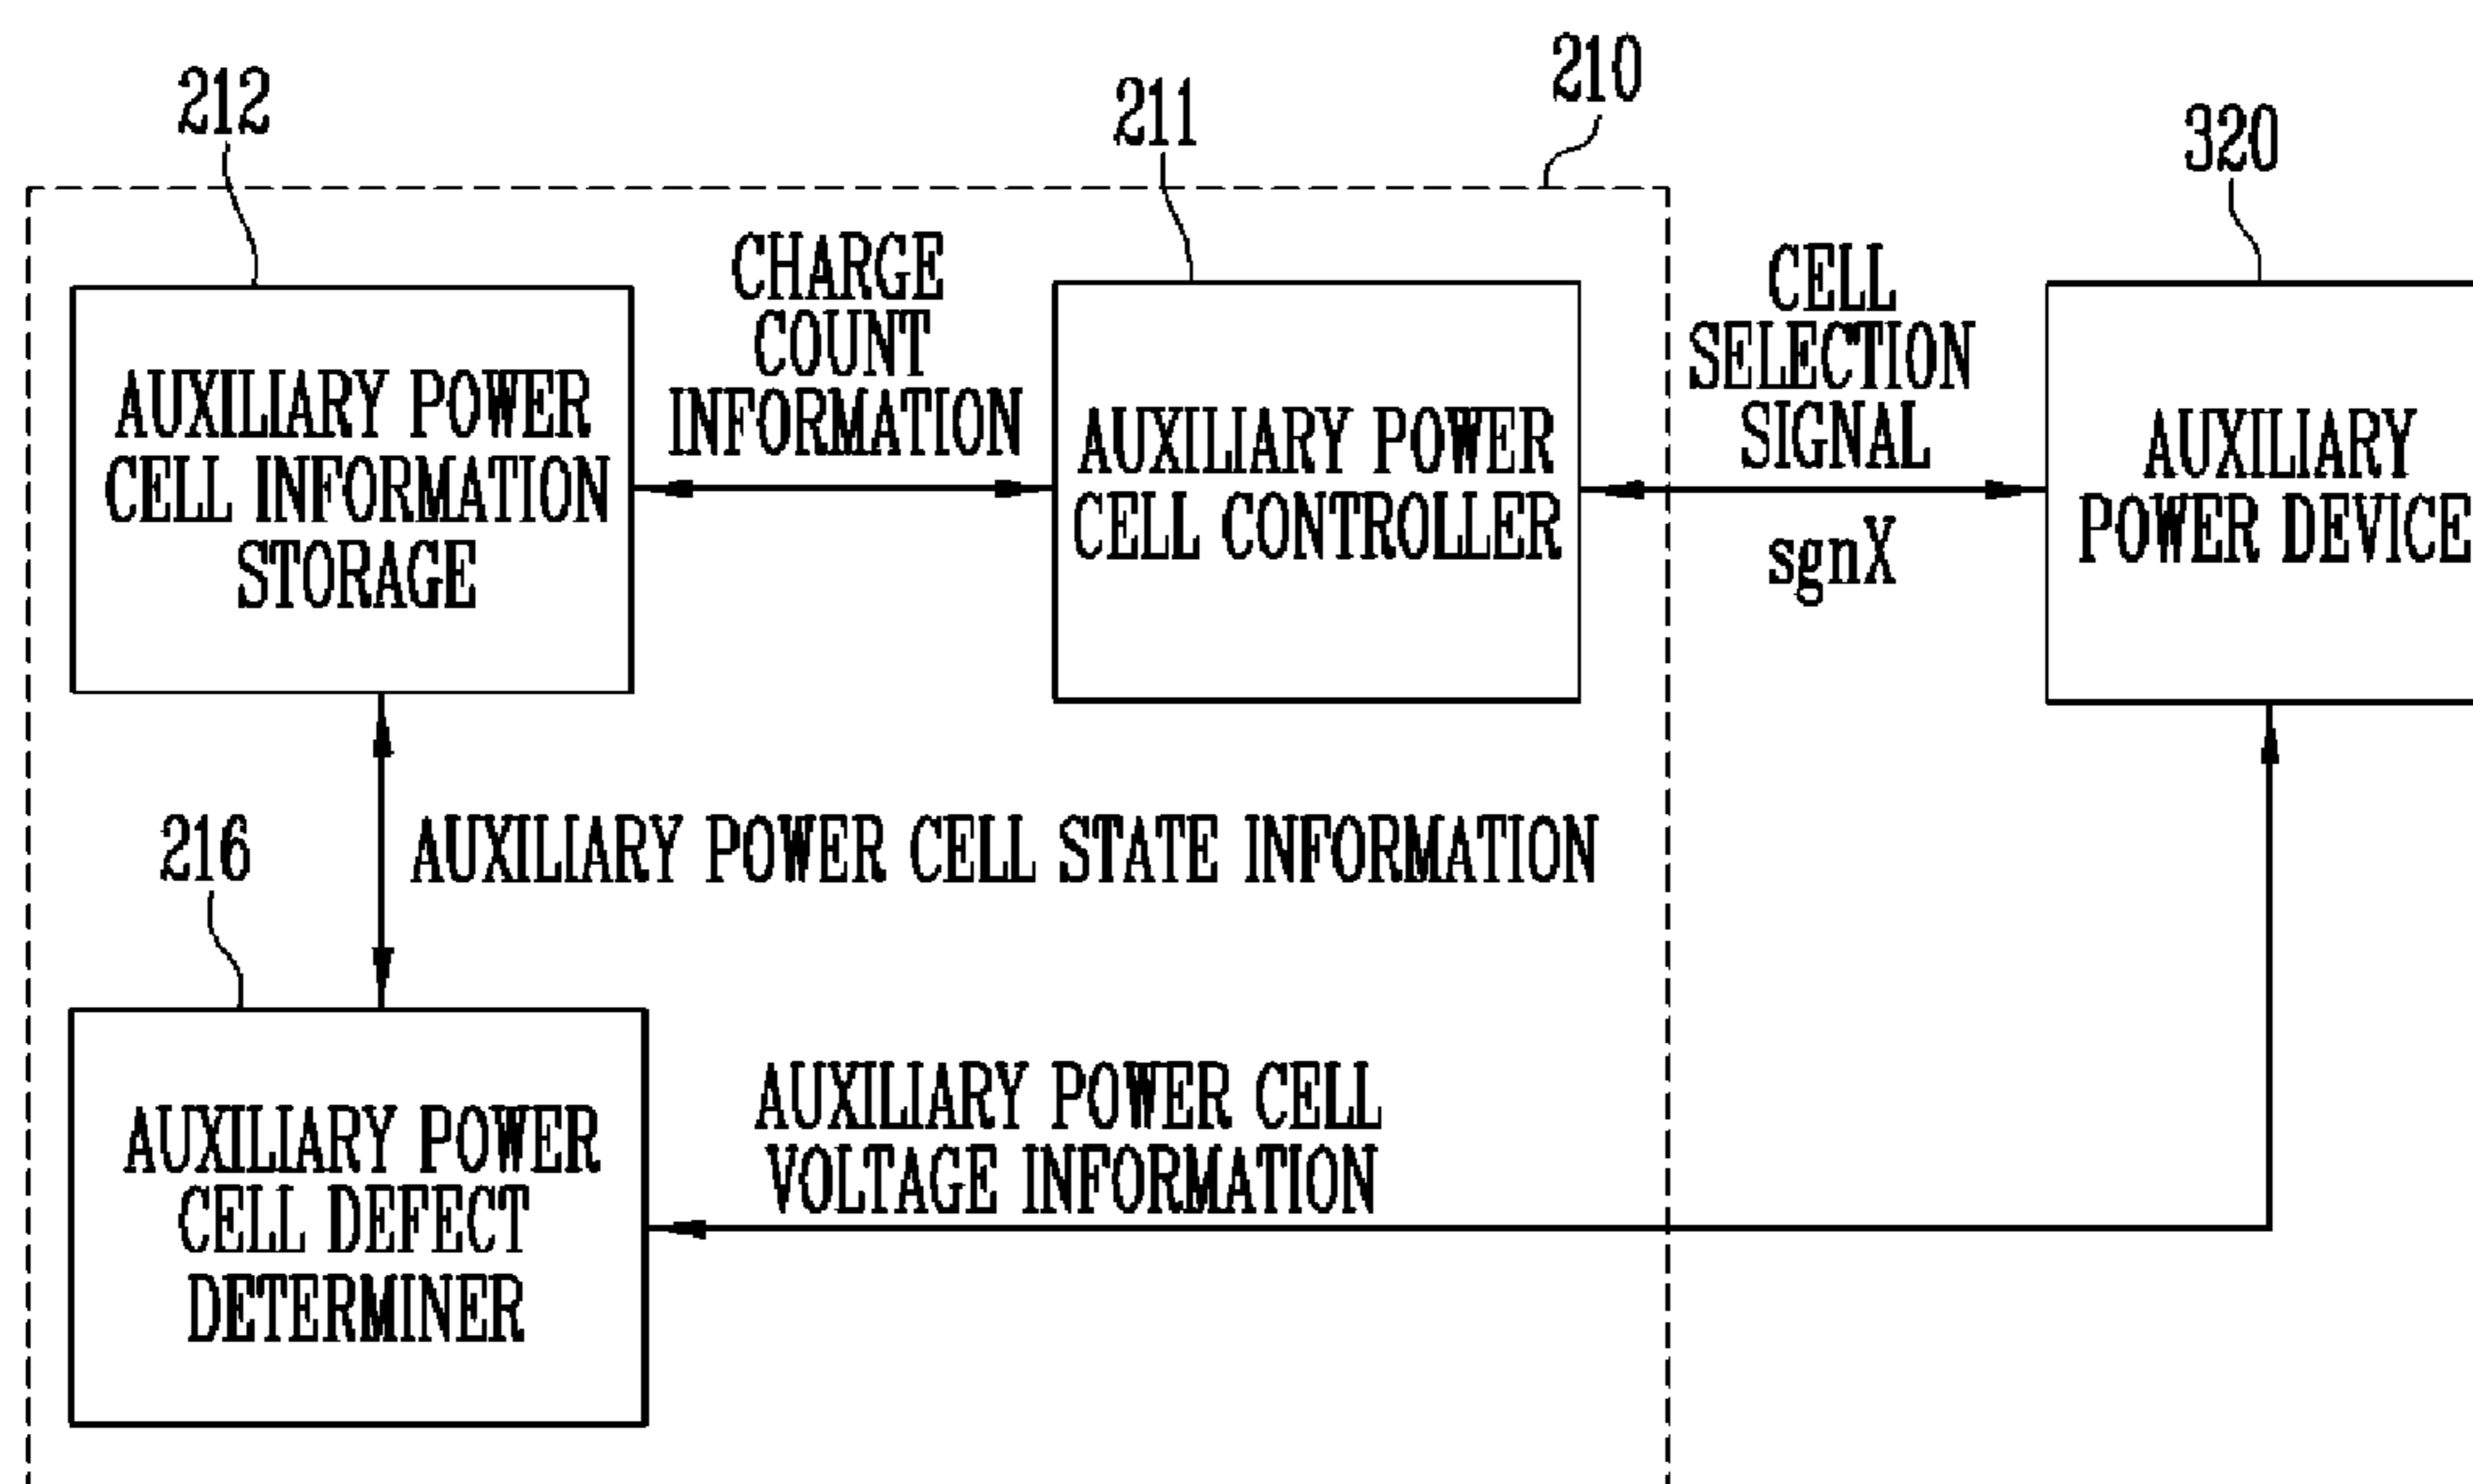 210
212
211
320
CHARGE
COUNT
INFORMATION
CELL
SELECTION
SIGNAL
sgnX
AUXILIARY POWER
CELL INFORMATION
STORAGE
AUXILIARY POWER
CELL CONTROLLER
AUXILIARY
POWER DEVICE
216
AUXILIARY POWER CELL STATE INFORMATION
AUXILIARY POWER CELL
VOLTAGE INFORMATION
AUXILIARY POWER
CELL DEFECT
DETERMINER